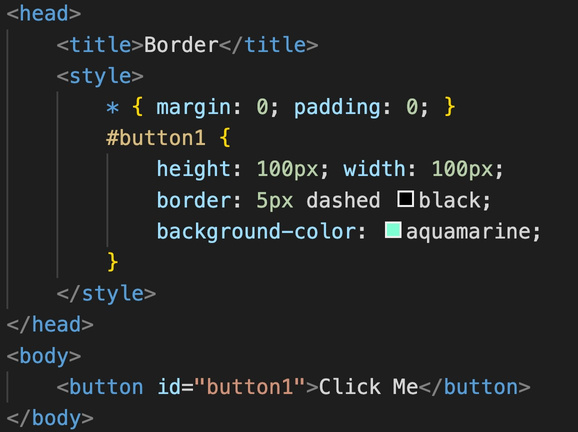 <head>
    <title>Border</title>
    <style>
        * { margin: 0; padding: 0; }
        #button1 {
            height: 100px; width: 100px;
            border: 5px dashed black;
            background-color: aquamarine;
        }
    </style>
</head>
<body>
    <button id="button1">Click Me</button>
</body>